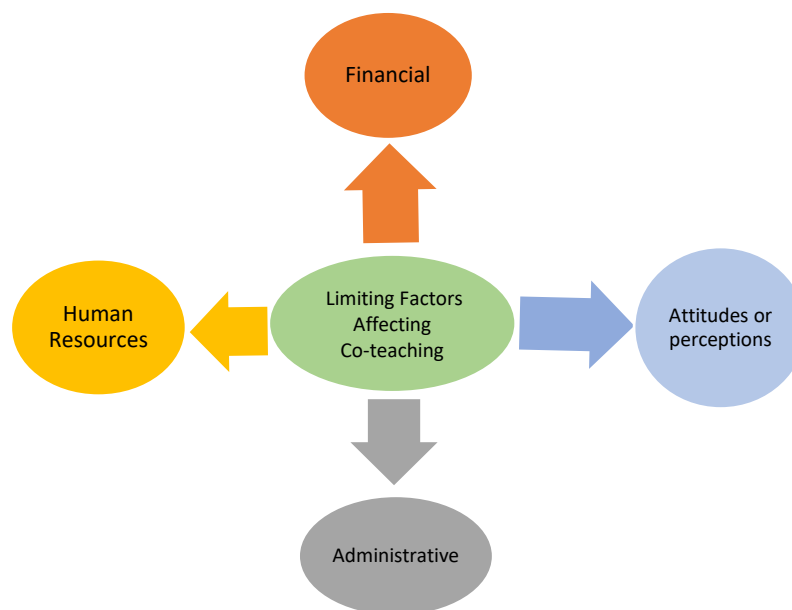 Financial
Human
Resources
Limiting Factors
Affecting
Co-teaching
Attitudes or
perceptions
Administrative